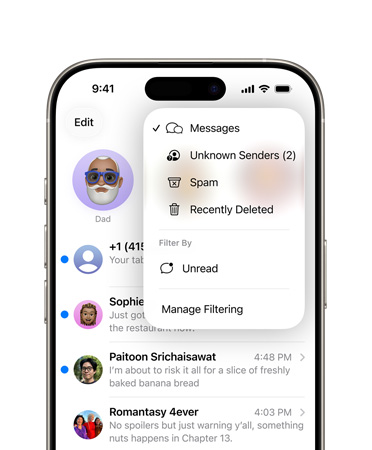 9:41
Edit
✓ Messages
Unknown Senders (2)
Spam
Recently Deleted
Filter By
Unread
Manage Filtering
Dad
+1 (415
Your tab
Sophie
Just got
the restaurant now.
Paitoon Srichaisawat 4:48 PM
I'm about to risk it all for a slice of freshly
baked banana bread
Romantasy 4ever 4:03 PM
No spoilers but just warning y'all, something
nuts happens in Chapter 13.